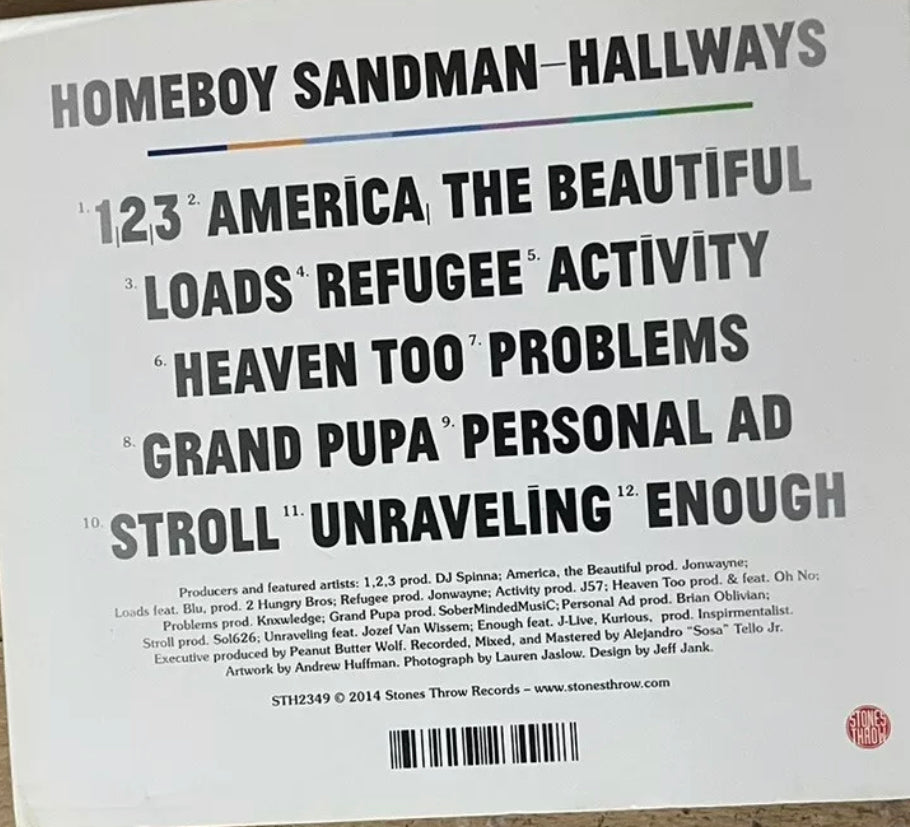 HOMEBOY SANDMAN—HALLWAYS
1. 1,2,3 2. AMERICA, THE BEAUTIFUL
3. LOADS 4. REFUGEE 5. ACTIVITY
6. HEAVEN TOO 7. PROBLEMS
8. GRAND PUPA 9. PERSONAL AD
10. STROLL 11. UNRAVELING 12. ENOUGH
Producers and featured artists: 1,2,3 prod. DJ Spinna; America, the Beautiful prod. Jonwayne;
Loads feat. Blu, prod. 2 Hungry Bros; Refugee prod. Jonwayne; Activity prod. J57; Heaven Too prod. & feat. Oh No;
Problems prod. Knxwledge; Grand Pupa prod. SoberMindedMusiC; Personal Ad prod. Brian Oblivian;
Stroll prod. Sol626; Unraveling feat. Jozef Van Wissem; Enough feat. J-Live, Kurious, prod. Inspirmentalist.
Executive produced by Peanut Butter Wolf. Recorded, Mixed, and Mastered by Alejandro “Sosa” Tello Jr.
Artwork by Andrew Huffman. Photograph by Lauren Jaslow. Design by Jeff Jank.
STH2349 © 2014 Stones Throw Records – www.stonesthrow.com
STONES
THROW